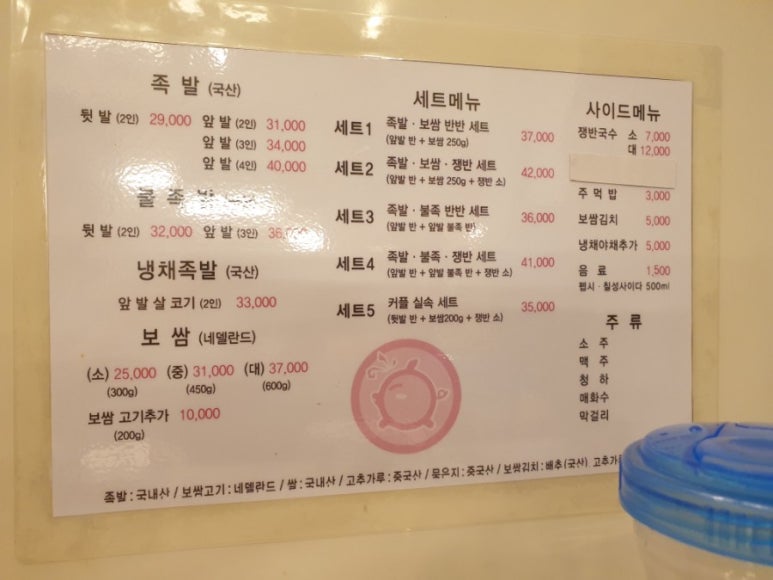 족 발 (국산)
뒷 발 (2인) 29,000 앞 발 (2인) 31,000
앞 발 (3인) 34,000
앞 발 (4인) 40,000
불 족 발
뒷 발 (2인) 32,000 앞 발 (3인)
냉채족발 (국산)
앞 발 살 코기 (2인) 33,000
보 쌈 (네델란드)
(소) 25,000 (중) 31,000 (대) 37,000
(300g) (450g) (600g)
보쌈 고기추가 10,000
(200g)
세트메뉴
세트1 족발 · 보쌈 반반 세트 37,000
(앞발 반 + 보쌈 250g)
세트2 족발 · 보쌈 · 쟁반 세트 42,000
(앞발 반 + 보쌈 250g + 쟁반 소)
세트3 족발 · 불족 반반 세트 36,000
(앞발 반 + 앞발 불족 반)
세트4 족발 · 불족 · 쟁반 세트 41,000
(앞발 반 + 앞발 불족 반 + 쟁반 소)
세트5 커플 실속 세트 35,000
(뒷발 반 + 보쌈200g + 쟁반 소)
사이드메뉴
쟁반국수 소 7,000
대 12,000
주 먹 밥 3,000
보쌈김치 5,000
냉채야채추가 5,000
음 료 1,500
펩시 · 칠성사이다 500ml
주 류
소 주
맥 주
청 하
매화수
막걸리
족발 : 국내산 / 보쌈고기 : 네델란드 / 쌀 : 국내산 / 고추가루 : 중국산 / 묵은지 : 중국산 / 보쌈김치 : 배추(국산), 고추가